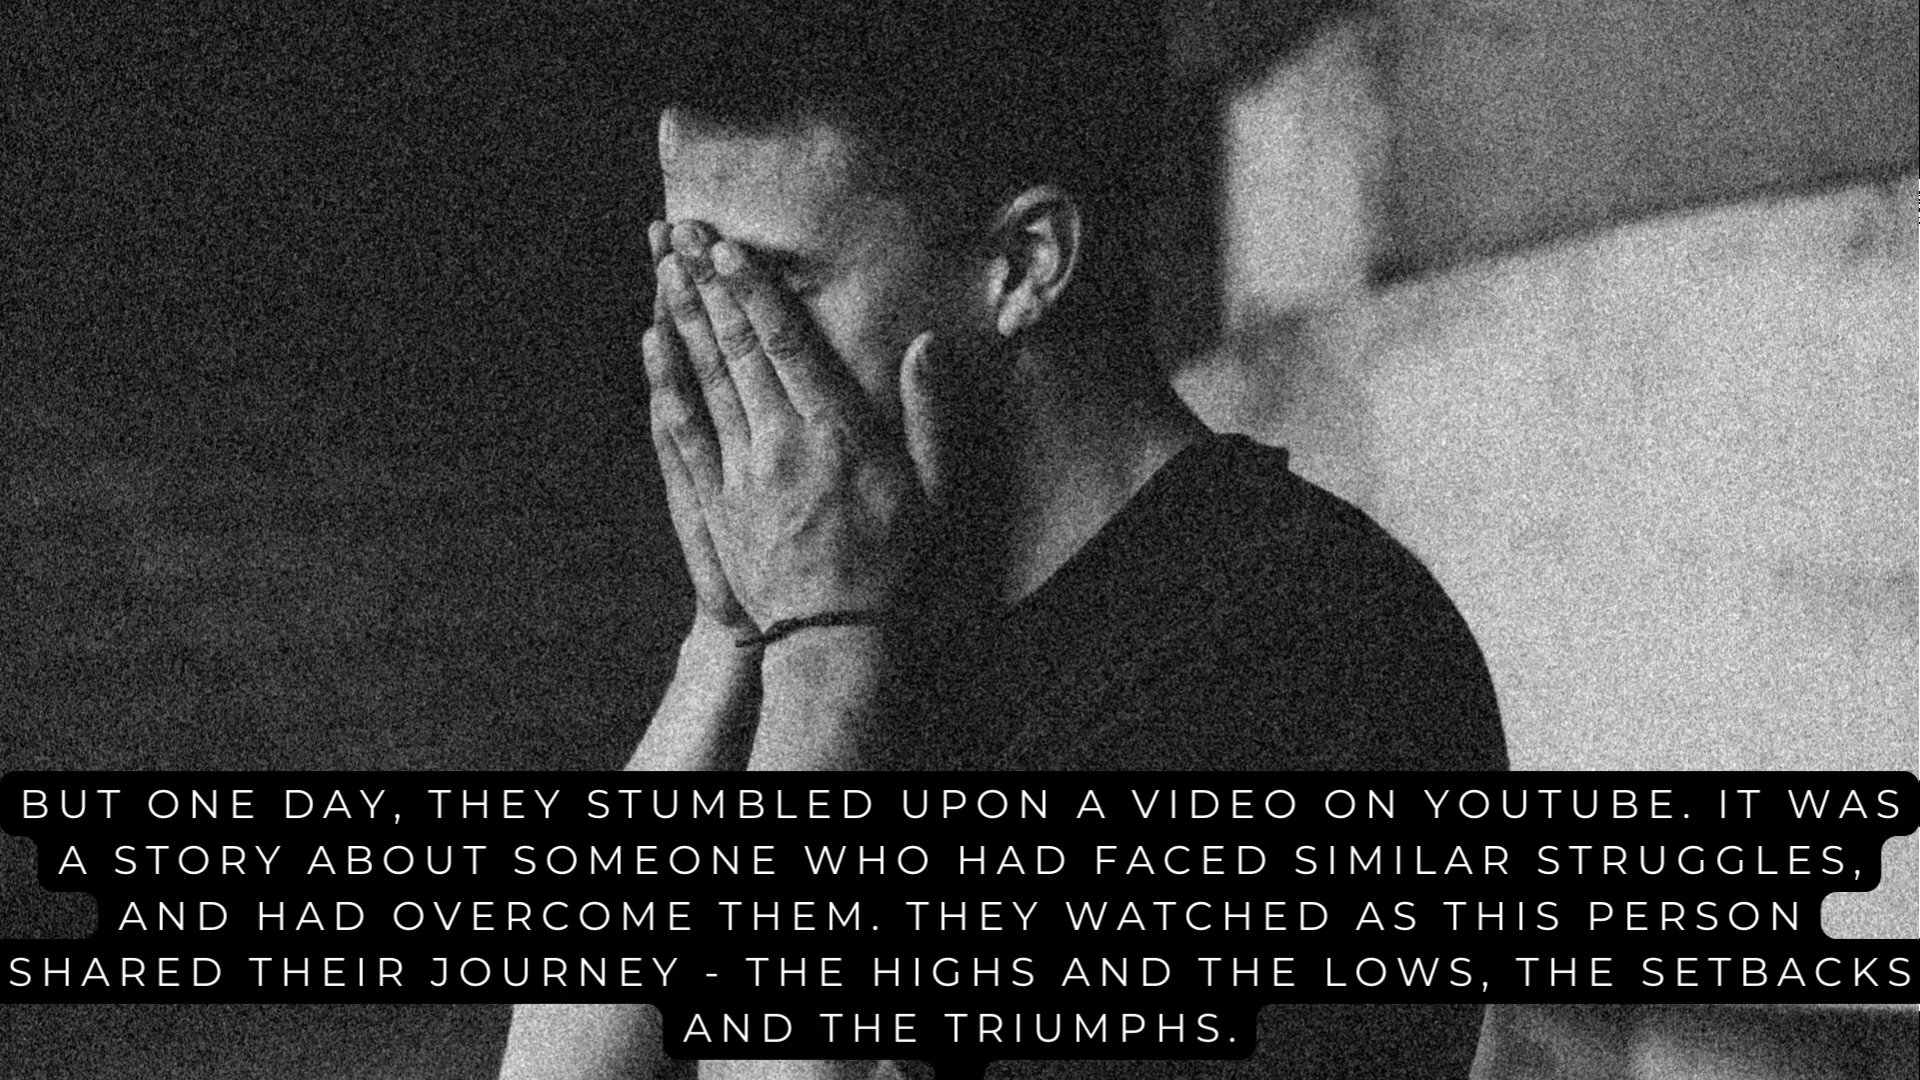 BUT ONE DAY, THEY STUMBLED UPON A VIDEO ON YOUTUBE. IT WAS
A STORY ABOUT SOMEONE WHO HAD FACED SIMILAR STRUGGLES,
AND HAD OVERCOME THEM. THEY WATCHED AS THIS PERSON
SHARED THEIR JOURNEY - THE HIGHS AND THE LOWS, THE SETBACKS
AND THE TRIUMPHS.